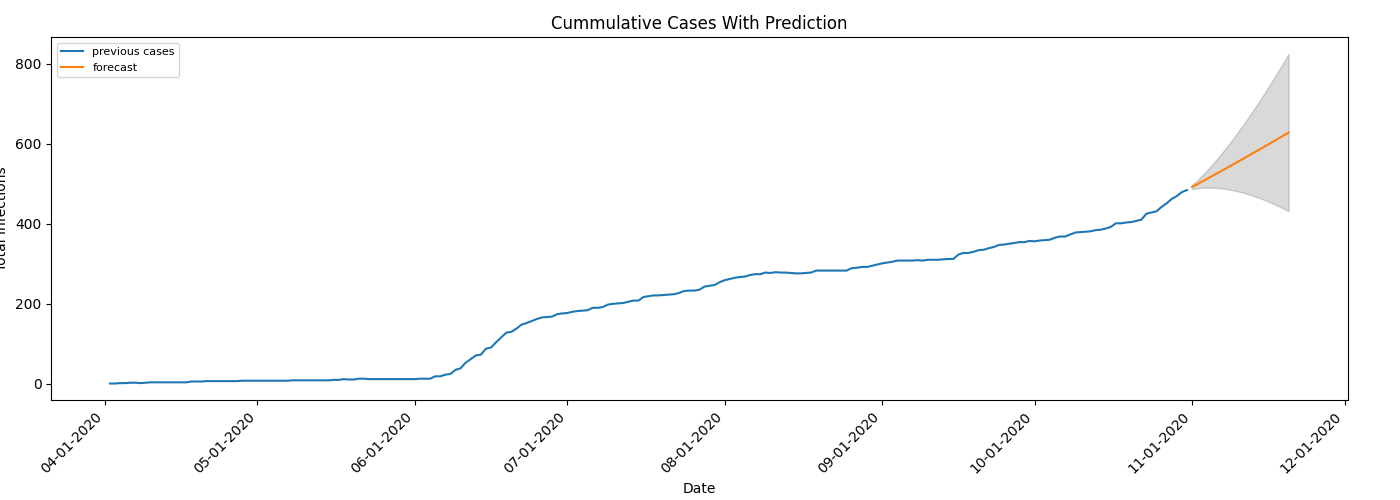 Cummulative Cases With Prediction
previous cases
forecast
800
600
400
200
0
04-01-2020
05-01-2020
06-01-2020
07-01-2020
08-01-2020
09-01-2020
10-01-2020
11-01-2020
12-01-2020
Date
Total Infections